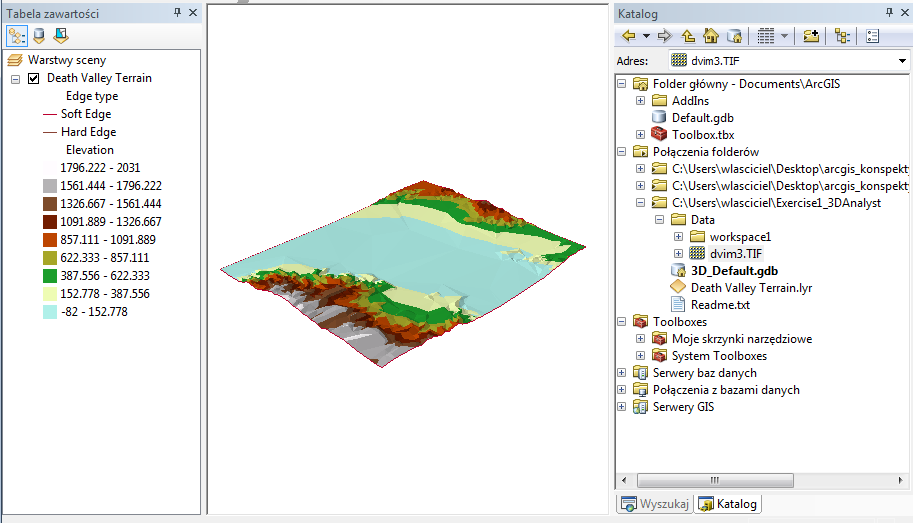 Tabela zawartości
Warstwy sceny
Death Valley Terrain
Edge type
Soft Edge
Hard Edge
Elevation
1796.222 - 2031
1561.444 - 1796.222
1326.667 - 1561.444
1091.889 - 1326.667
857.111 - 1091.889
622.333 - 857.111
387.556 - 622.333
152.778 - 387.556
-82 - 152.778
Katalog
Adres: dvim3.TIF
Folder główny - Documents\ArcGIS
AddIns
Default.gdb
Toolbox.tbx
Połączenia folderów
C:\Users\wlasciciel\Desktop\arcgis_konspekty
C:\Users\wlasciciel\Desktop\arcgis_konspekty
C:\Users\wlasciciel\Exercise1_3DAnalyst
Data
workspace1
dvim3.TIF
3D_Default.gdb
Death Valley Terrain.lyr
Readme.txt
Toolboxes
Moje skrzynki narzędziowe
System Toolboxes
Serwery baz danych
Połączenia z bazami danych
Serwery GIS
Wyszukaj
Katalog